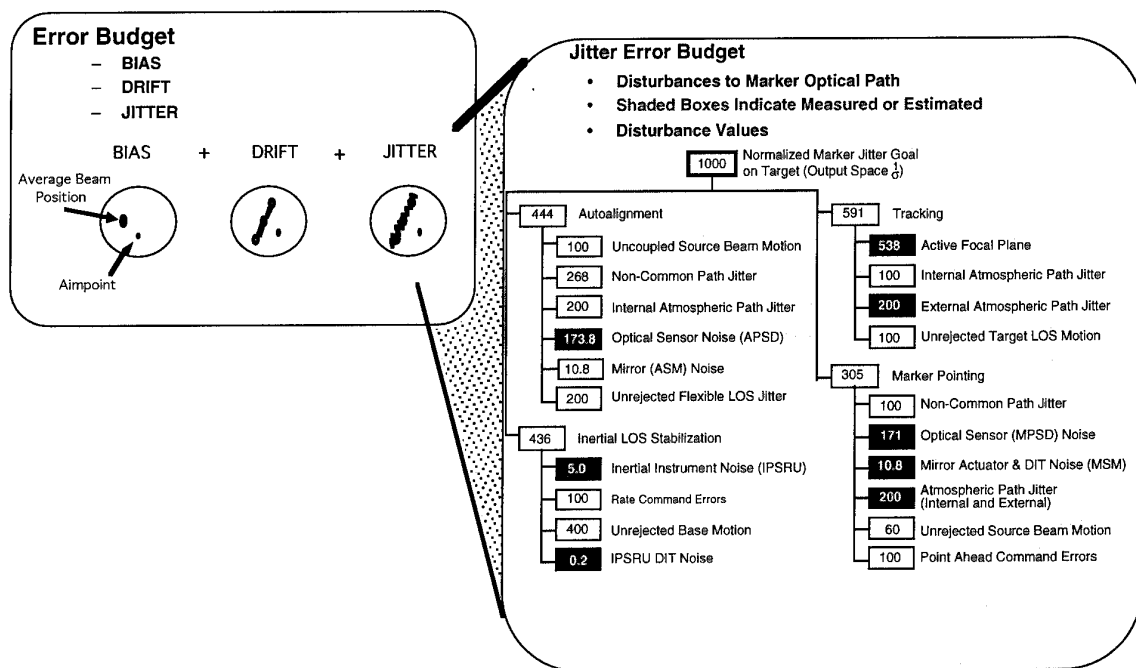 Error Budget
– BIAS
– DRIFT
– JITTER
BIAS + DRIFT + JITTER
Average Beam
Position
Aimpoint
Jitter Error Budget
• Disturbances to Marker Optical Path
• Shaded Boxes Indicate Measured or Estimated
• Disturbance Values
1000 Normalized Marker Jitter Goal
on Target (Output Space 1/σ)
444 Autoalignment
100 Uncoupled Source Beam Motion
268 Non-Common Path Jitter
200 Internal Atmospheric Path Jitter
173.8 Optical Sensor Noise (APSD)
10.8 Mirror (ASM) Noise
200 Unrejected Flexible LOS Jitter
436 Inertial LOS Stabilization
5.0 Inertial Instrument Noise (IPSRU)
100 Rate Command Errors
400 Unrejected Base Motion
0.2 IPSRU DIT Noise
591 Tracking
538 Active Focal Plane
100 Internal Atmospheric Path Jitter
200 External Atmospheric Path Jitter
100 Unrejected Target LOS Motion
305 Marker Pointing
100 Non-Common Path Jitter
171 Optical Sensor (MPSD) Noise
10.8 Mirror Actuator & DIT Noise (MSM)
200 Atmospheric Path Jitter
(Internal and External)
60 Unrejected Source Beam Motion
100 Point Ahead Command Errors